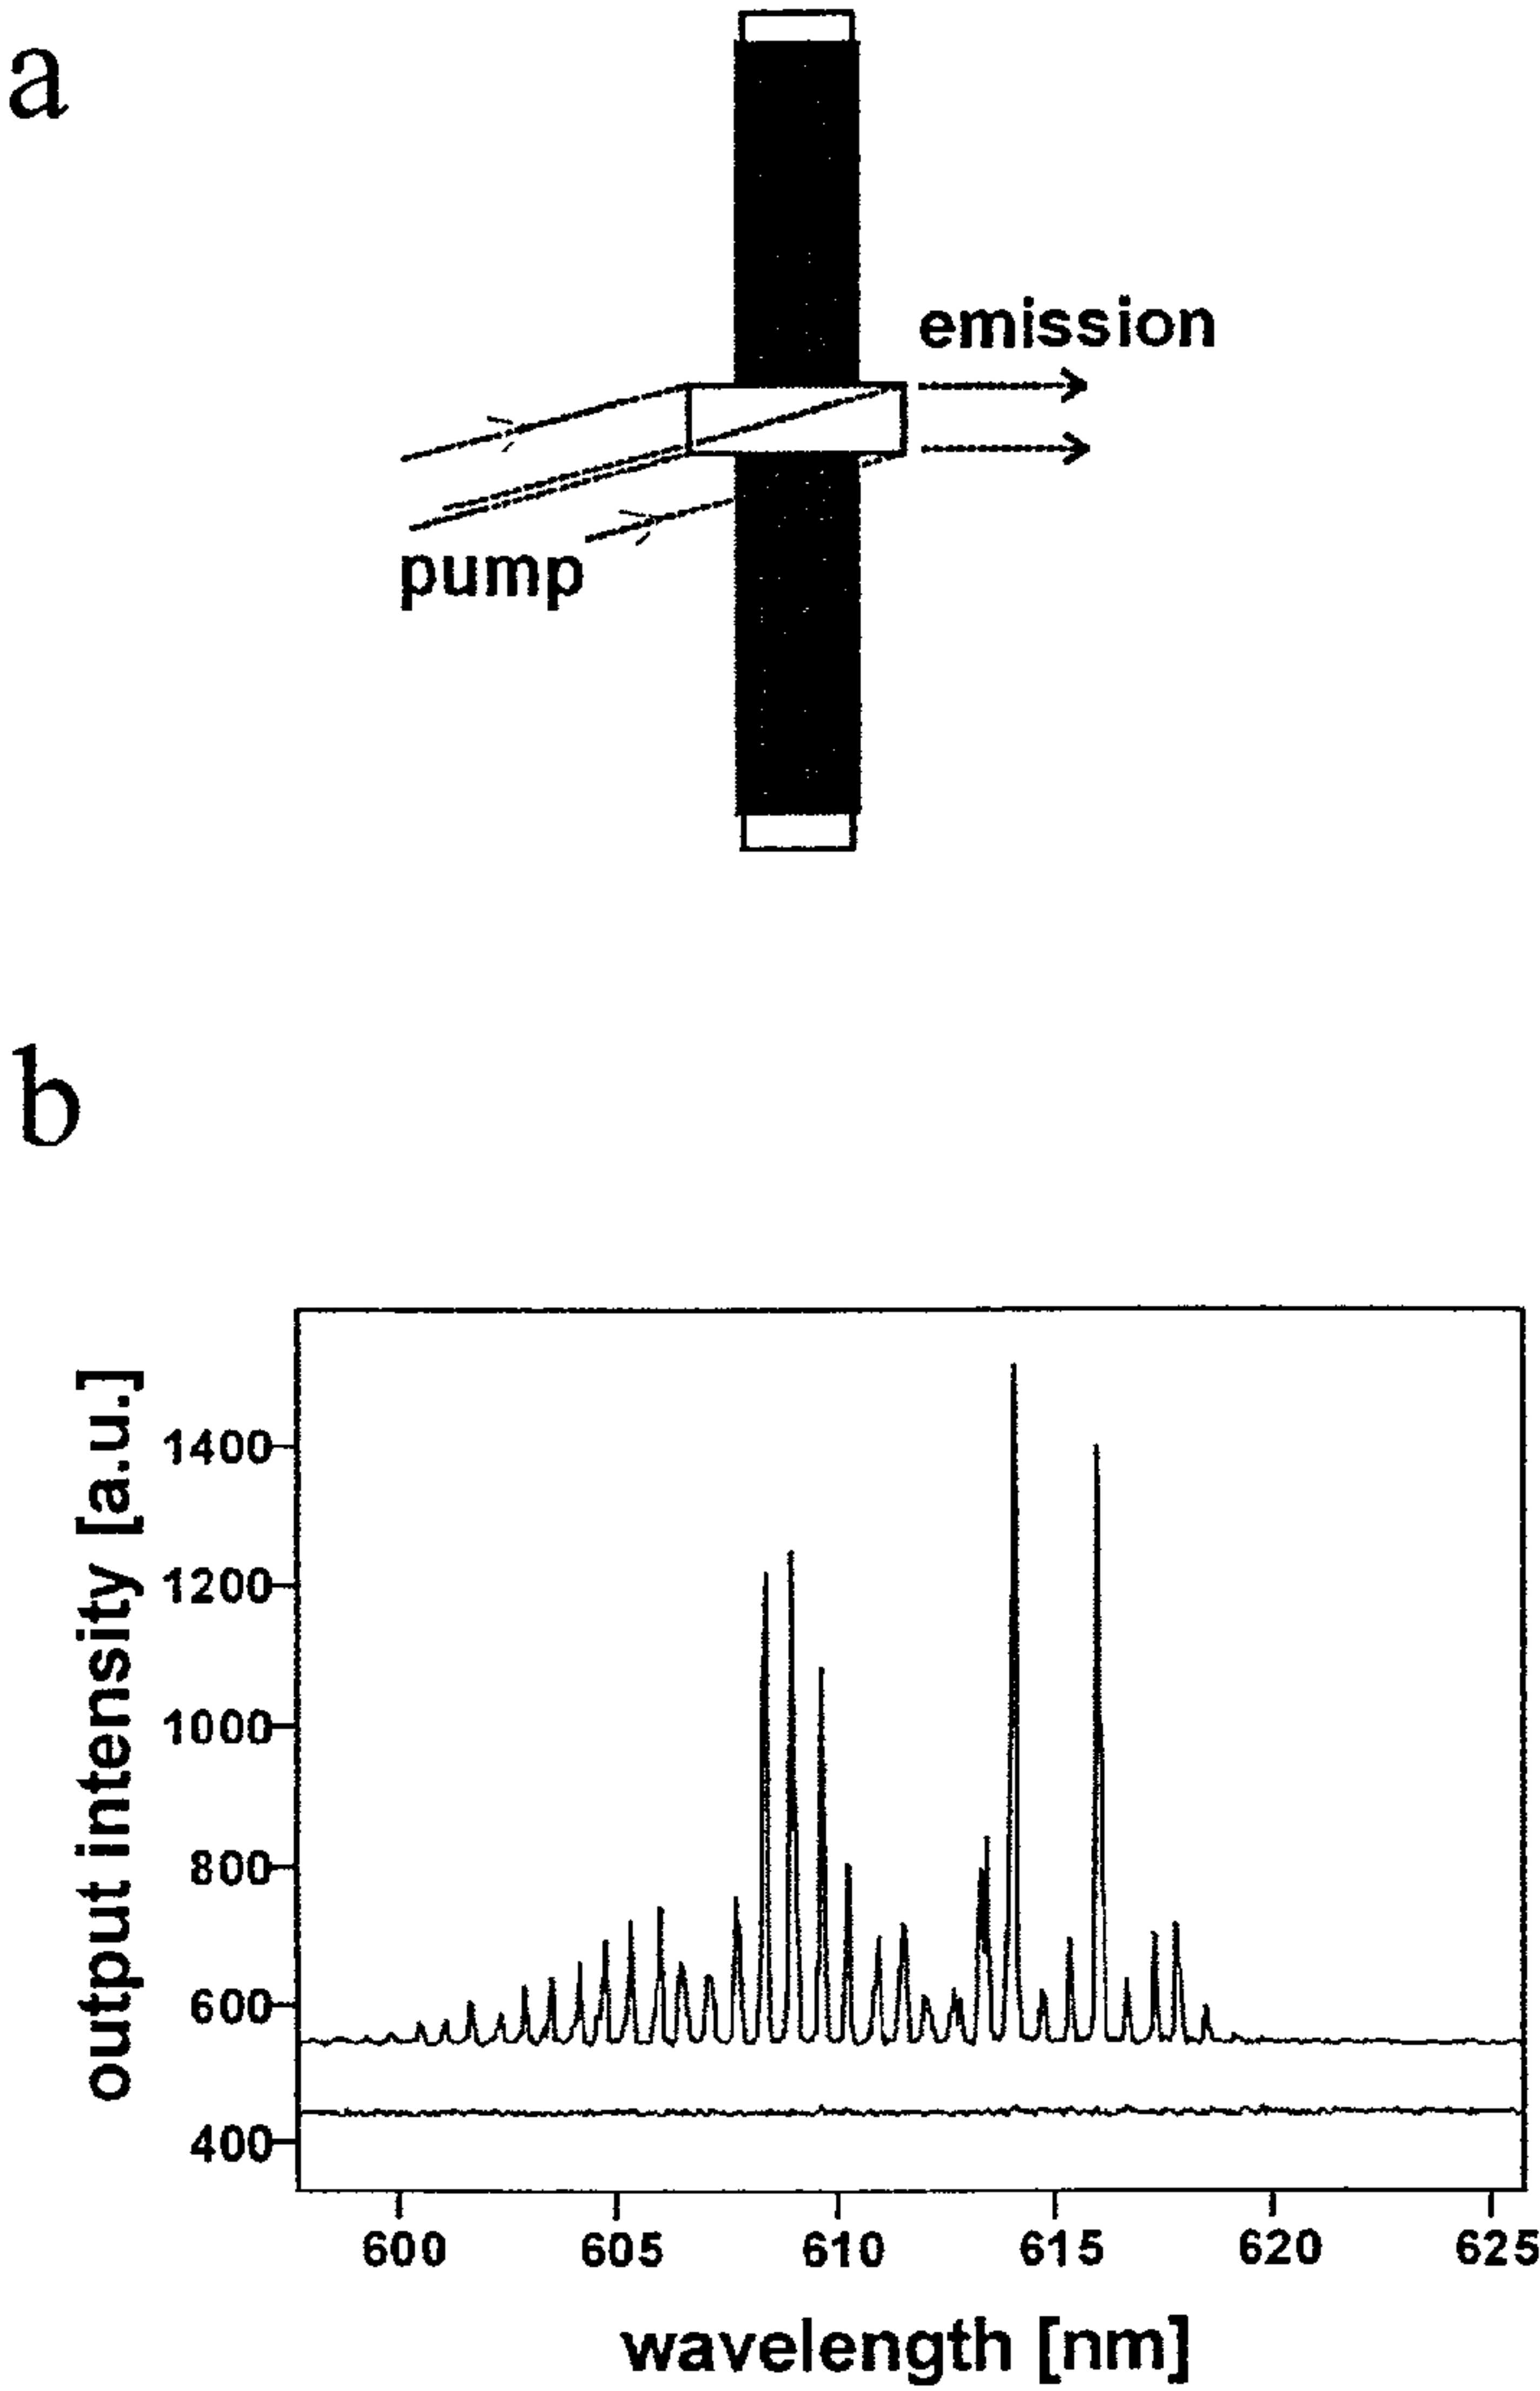 a
emission
pump
b
output intensity [a.u.]
1400
1200
1000
800
600
400
600 605 610 615 620 625
wavelength [nm]